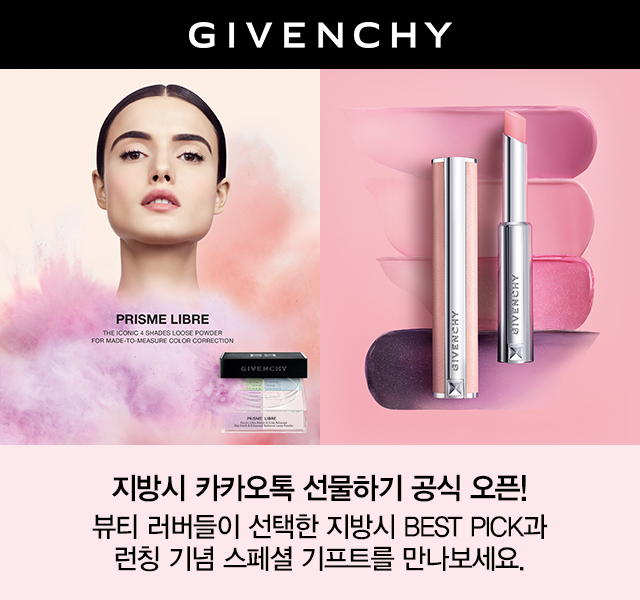 GIVENCHY
PRISME LIBRE
THE ICONIC 4 SHADES LOOSE POWDER
FOR MADE-TO-MEASURE COLOR CORRECTION
GIVENCHY
PRISME LIBRE
GIVENCHY
GIVENCHY
지방시 카카오톡 선물하기 공식 오픈!
뷰티 러버들이 선택한 지방시 BEST PICK과
런칭 기념 스페셜 기프트를 만나보세요.